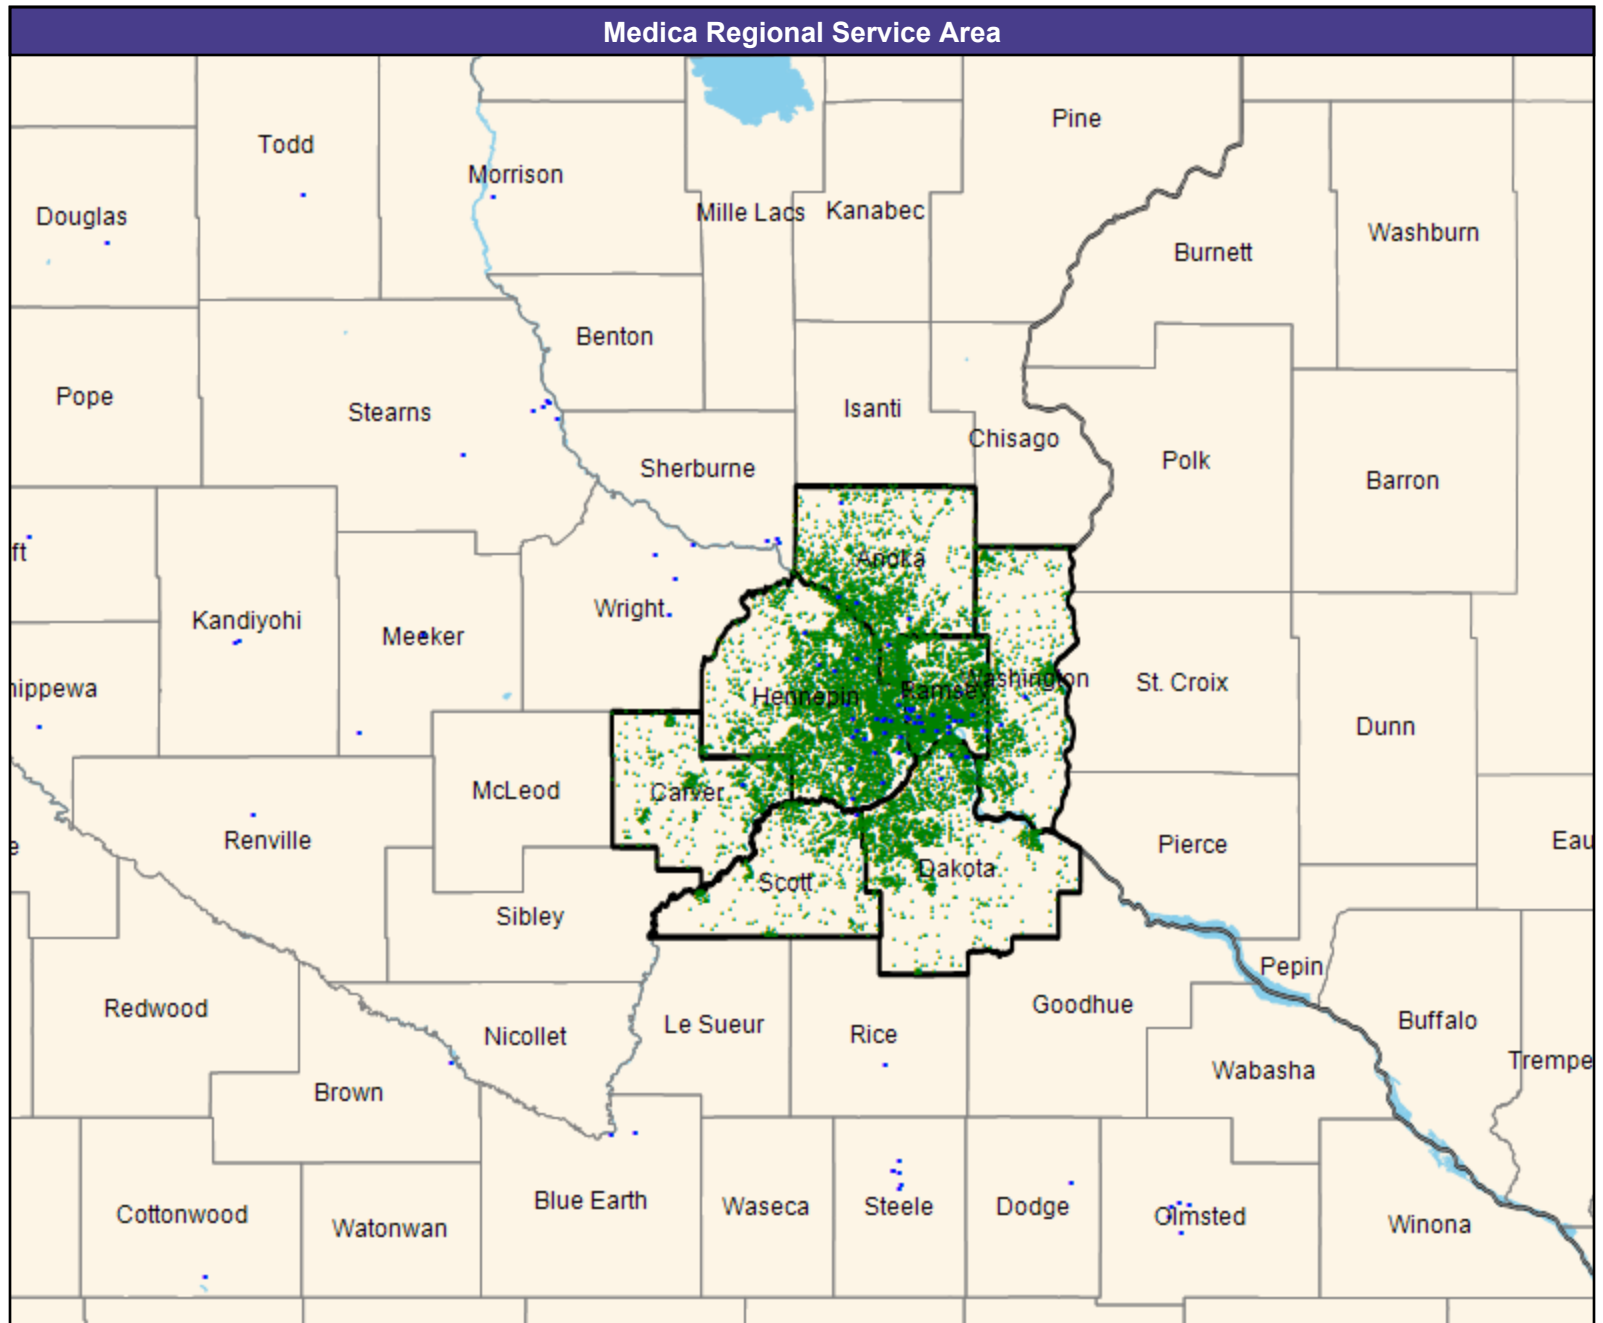 Medica Regional Service Area
Pine
Todd
Morrison
Mille Lacs
Kanabec
Douglas
Washburn
Burnett
Benton
Pope
Stearns
Isanti
Chisago
Sherburne
Polk
Barron
ft
Anoka
Wright
Kandiyohi
Meeker
hippewa
Hennepin
Ramsey
Washington
St. Croix
Dunn
McLeod
Carver
Renville
e
Pierce
Eau
Scott
Dakota
Sibley
Pepin
Redwood
Goodhue
Nicollet
Le Sueur
Rice
Buffalo
Trempe
Wabasha
Brown
Blue Earth
Waseca
Steele
Dodge
Olmsted
Cottonwood
Watonwan
Winona